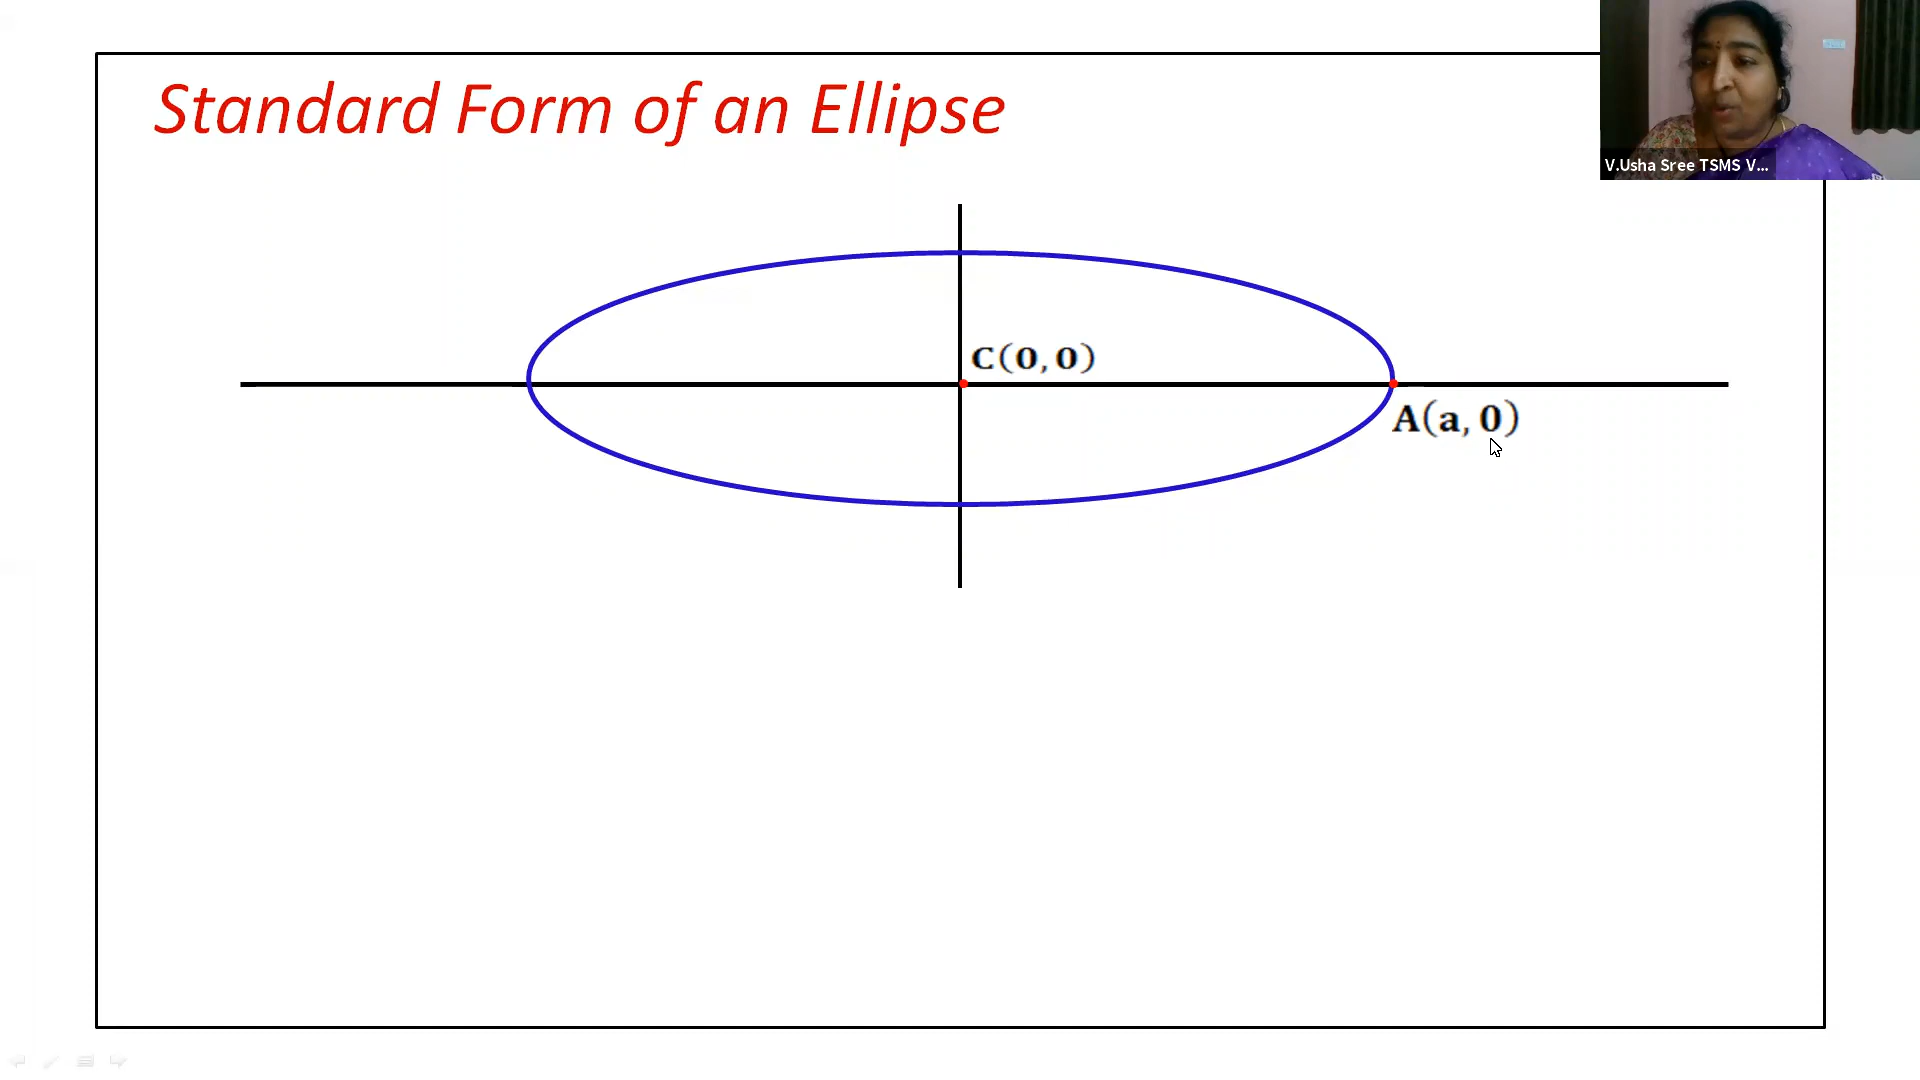 Standard Form of an Ellipse
V.Usha Sree TSMS V...
C(0, 0)
A(a, 0)